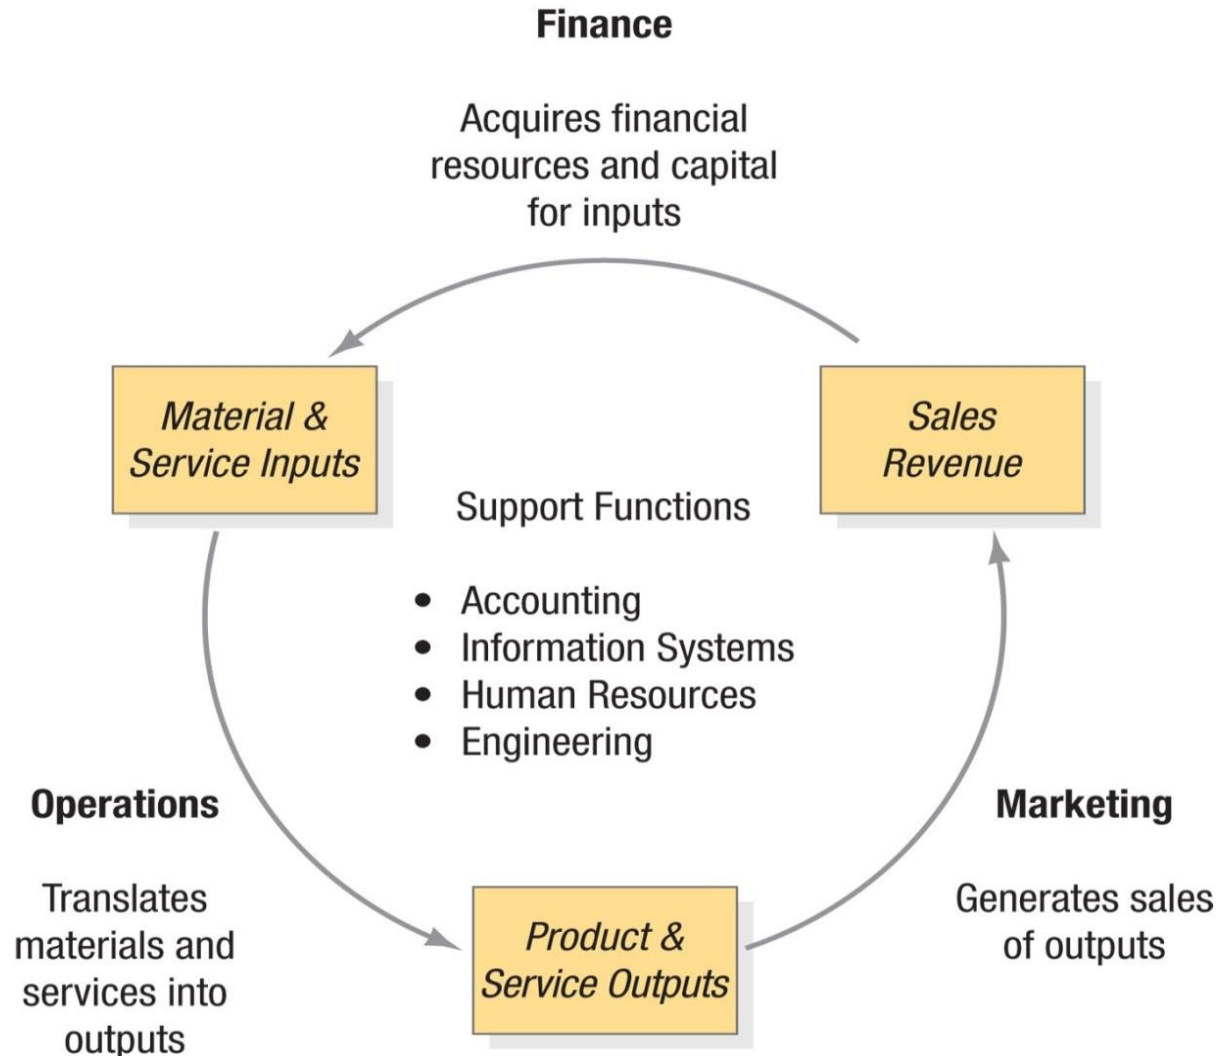 Finance
Acquires financial
resources and capital
for inputs
Material &
Service Inputs
Sales
Revenue
Support Functions
• Accounting
• Information Systems
• Human Resources
• Engineering
Operations
Translates
materials and
services into
outputs
Marketing
Generates sales
of outputs
Product &
Service Outputs